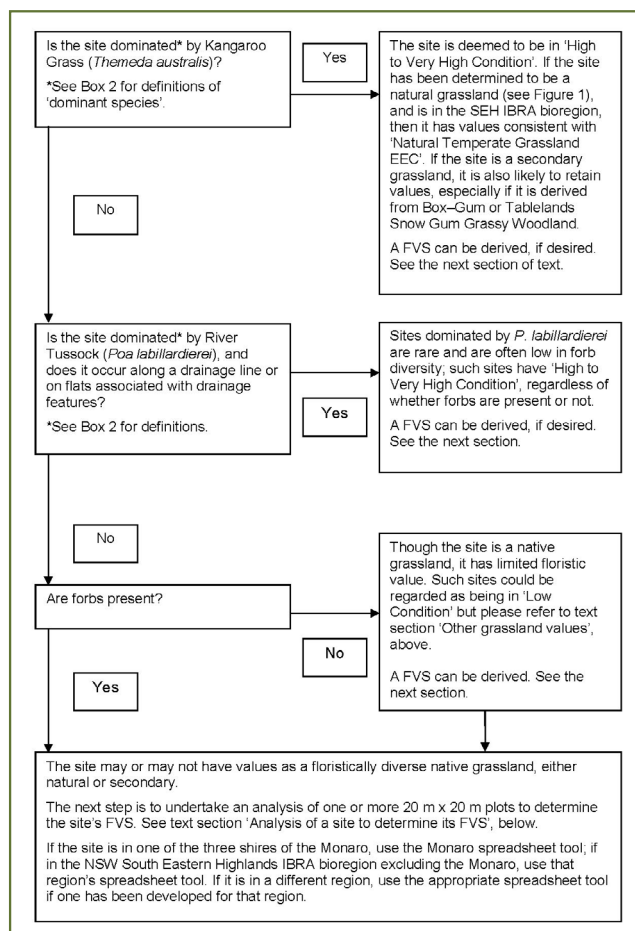 Is the site dominated* by Kangaroo
Grass (Themeda australis)?
*See Box 2 for definitions of
'dominant species'.
Yes
The site is deemed to be in 'High
to Very High Condition'. If the site
has been determined to be a
natural grassland (see Figure 1),
and is in the SEH IBRA bioregion,
then it has values consistent with
'Natural Temperate Grassland
EEC'. If the site is a secondary
grassland, it is also likely to retain
values, especially if it is derived
from Box–Gum or Tablelands
Snow Gum Grassy Woodland.
A FVS can be derived, if desired.
See the next section of text.
No
Is the site dominated* by River
Tussock (Poa labillardierei), and
does it occur along a drainage line or
on flats associated with drainage
features?
*See Box 2 for definitions.
Yes
Sites dominated by P. labillardierei
are rare and are often low in forb
diversity; such sites have 'High to
Very High Condition', regardless of
whether forbs are present or not.
A FVS can be derived, if desired.
See the next section.
No
Are forbs present?
No
Though the site is a native
grassland, it has limited floristic
value. Such sites could be
regarded as being in 'Low
Condition' but please refer to text
section 'Other grassland values',
above.
A FVS can be derived. See the
next section.
Yes
The site may or may not have values as a floristically diverse native grassland, either
natural or secondary.
The next step is to undertake an analysis of one or more 20 m x 20 m plots to determine
the site's FVS. See text section 'Analysis of a site to determine its FVS', below.
If the site is in one of the three shires of the Monaro, use the Monaro spreadsheet tool; if
in the NSW South Eastern Highlands IBRA bioregion excluding the Monaro, use that
region's spreadsheet tool. If it is in a different region, use the appropriate spreadsheet tool
if one has been developed for that region.